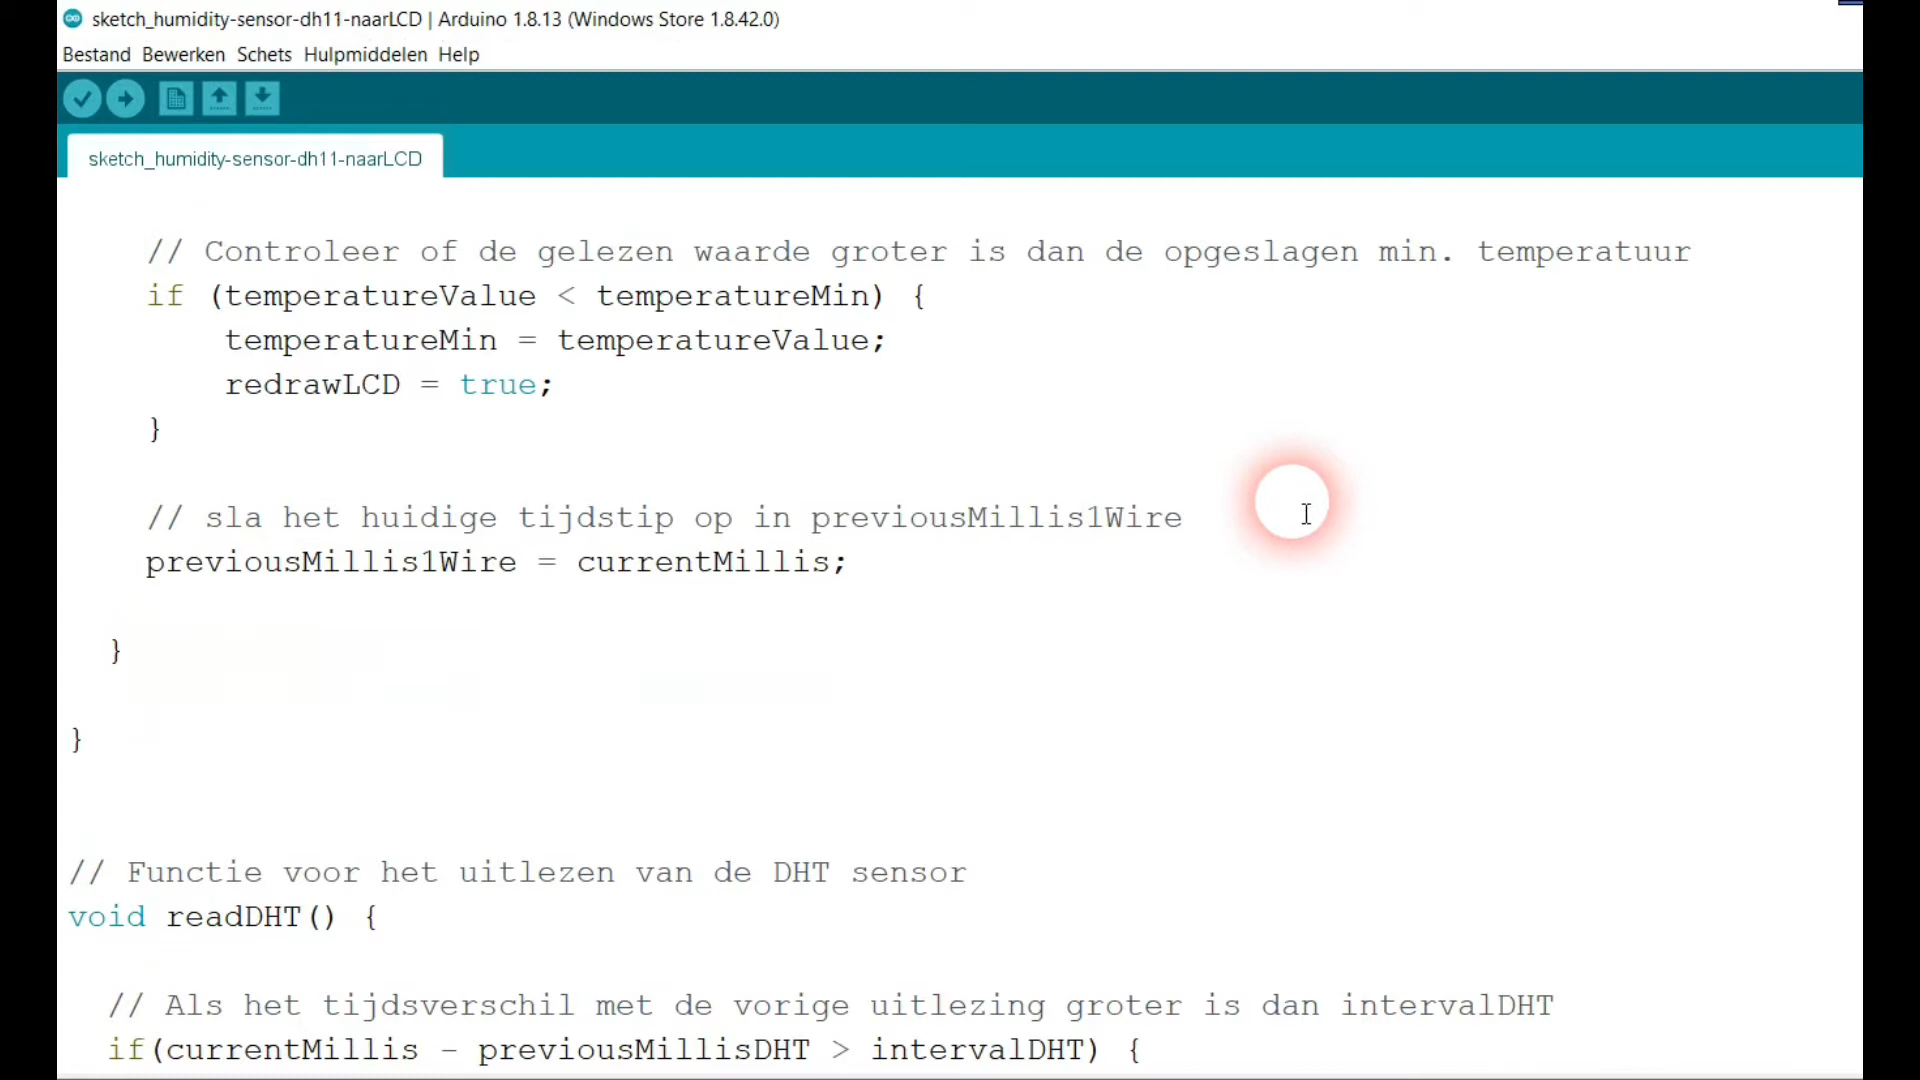 sketch_humidity-sensor-dh11-naarLCD | Arduino 1.8.13 (Windows Store 1.8.42.0)
Bestand Bewerken Schets Hulpmiddelen Help
sketch_humidity-sensor-dh11-naarLCD
// Controleer of de gelezen waarde groter is dan de opgeslagen min. temperatuur
if (temperatureValue < temperatureMin) {
temperatureMin = temperatureValue;
redrawLCD = true;
}
// sla het huidige tijdstip op in previousMillis1Wire
previousMillis1Wire = currentMillis;
}
}
// Functie voor het uitlezen van de DHT sensor
void readDHT() {
// Als het tijdsverschil met de vorige uitlezing groter is dan intervalDHT
if(currentMillis - previousMillisDHT > intervalDHT) {